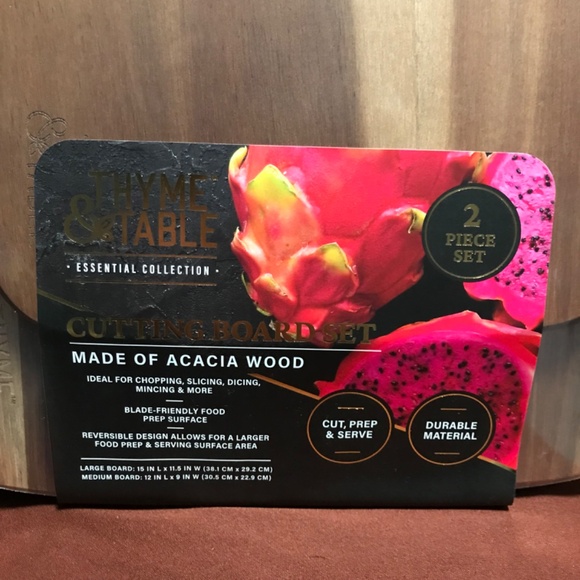 THYME
& TABLE
· ESSENTIAL COLLECTION ·
2
PIECE
SET
CUTTING BOARD SET
MADE OF ACACIA WOOD
IDEAL FOR CHOPPING, SLICING, DICING,
MINCING & MORE
BLADE-FRIENDLY FOOD
PREP SURFACE
REVERSIBLE DESIGN ALLOWS FOR A LARGER
FOOD PREP & SERVING SURFACE AREA
LARGE BOARD: 15 IN L x 11.5 IN W (38.1 CM x 29.2 CM)
MEDIUM BOARD: 12 IN L x 9 IN W (30.5 CM x 22.9 CM)
CUT, PREP
& SERVE
DURABLE
MATERIAL